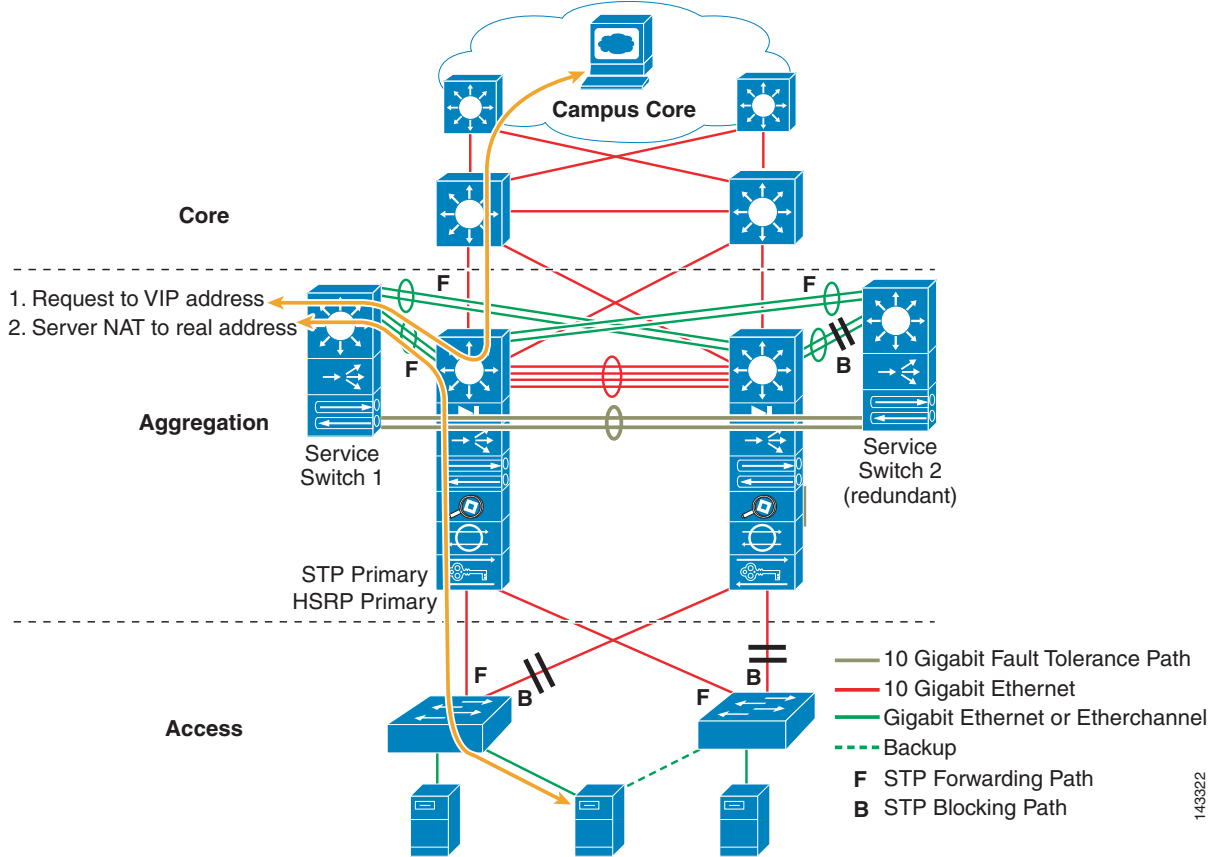 Campus Core
Core
F
F
1. Request to VIP address
2. Server NAT to real address
F
B
Aggregation
Service
Switch 1
Service
Switch 2
(redundant)
STP Primary
HSRP Primary
F
B
F
B
Access
10 Gigabit Fault Tolerance Path
10 Gigabit Ethernet
Gigabit Ethernet or Etherchannel
Backup
F STP Forwarding Path
B STP Blocking Path
143322